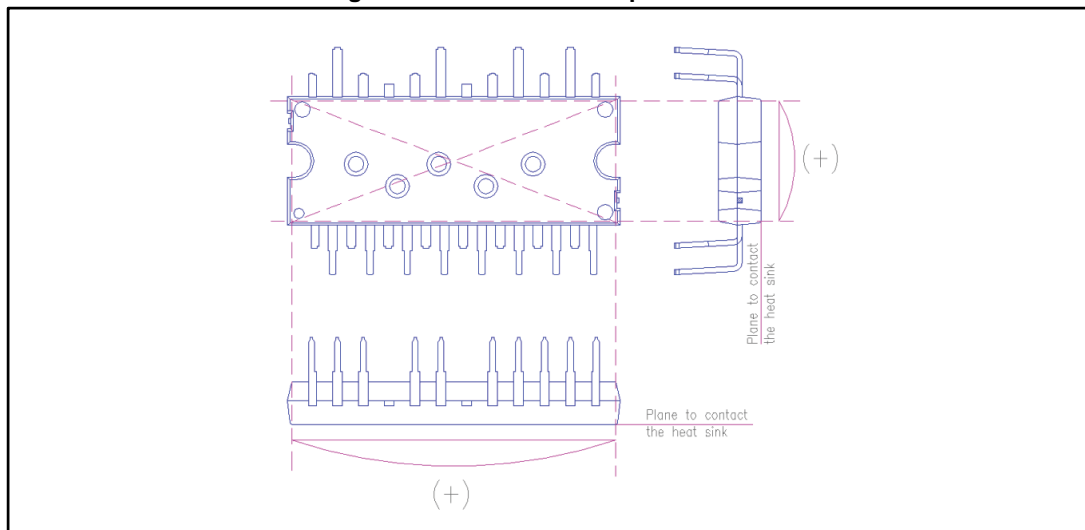 (+)
Plane to contact
the heat sink
Plane to contact
the heat sink
(+)